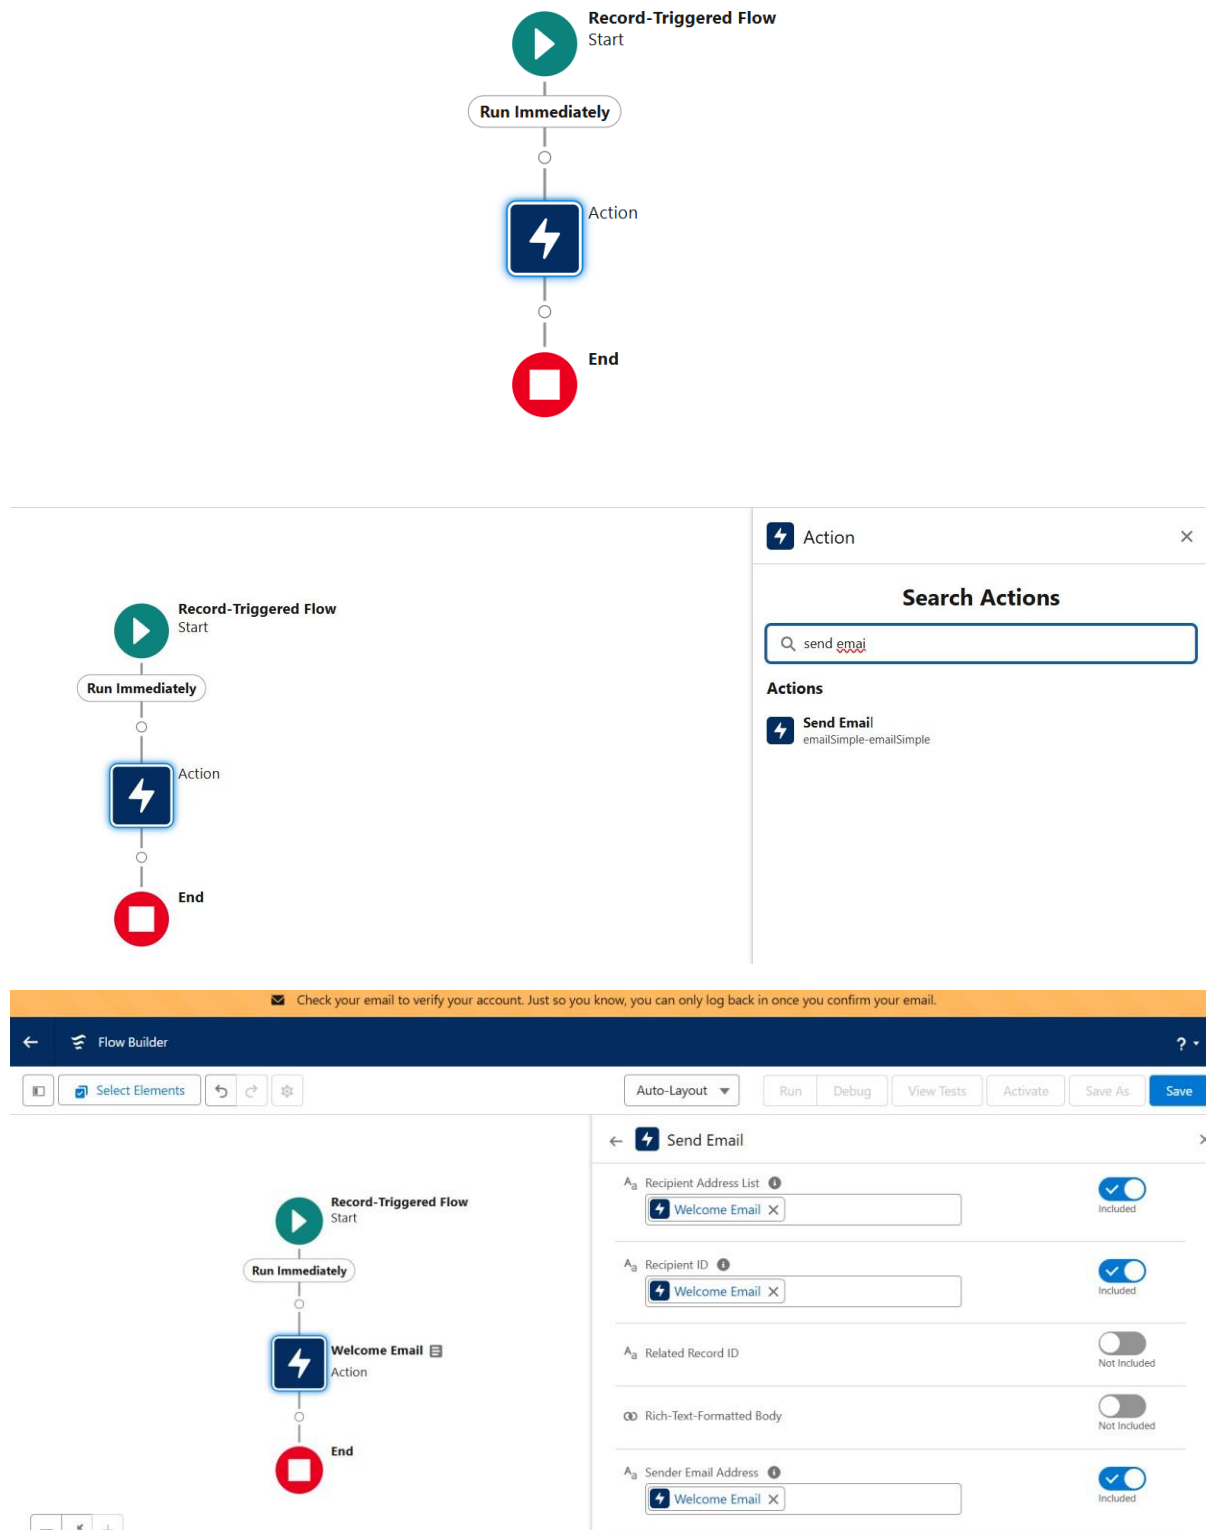 Record-Triggered Flow
Start
Run Immediately
Action
End
Action
Search Actions
send emai
Actions
Send Email
emailSimple-emailSimple
Record-Triggered Flow
Start
Run Immediately
Action
End
Check your email to verify your account. Just so you know, you can only log back in once you confirm your email.
Flow Builder
?
Select Elements
Auto-Layout
Run
Debug
View Tests
Activate
Save As
Save
Send Email
Aa Recipient Address List
Welcome Email
Included
Aa Recipient ID
Welcome Email
Included
Aa Related Record ID
Not Included
Rich-Text-Formatted Body
Not Included
Aa Sender Email Address
Welcome Email
Included
Record-Triggered Flow
Start
Run Immediately
Welcome Email
Action
End